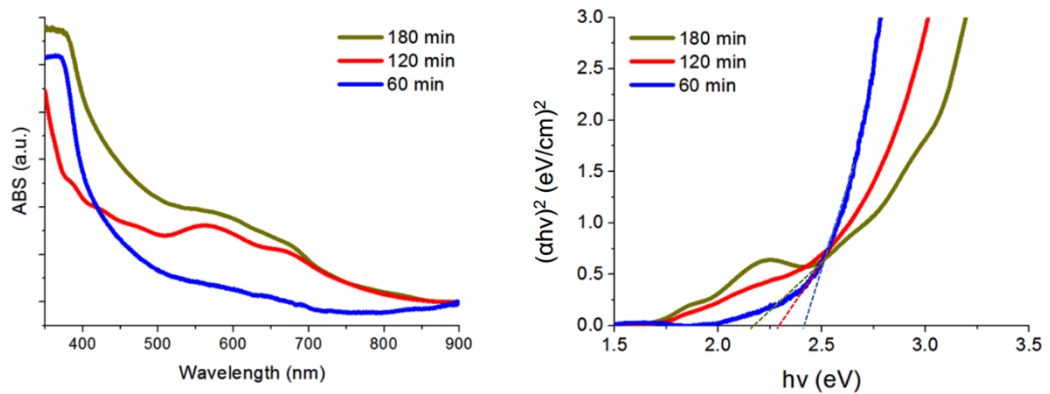 180 min
120 min
60 min
ABS (a.u.)
400 500 600 700 800 900
Wavelength (nm)
3.0
2.5
2.0
1.5
1.0
0.5
0.0
180 min
120 min
60 min
(αhν)² (eV/cm)²
1.5 2.0 2.5 3.0 3.5
hν (eV)